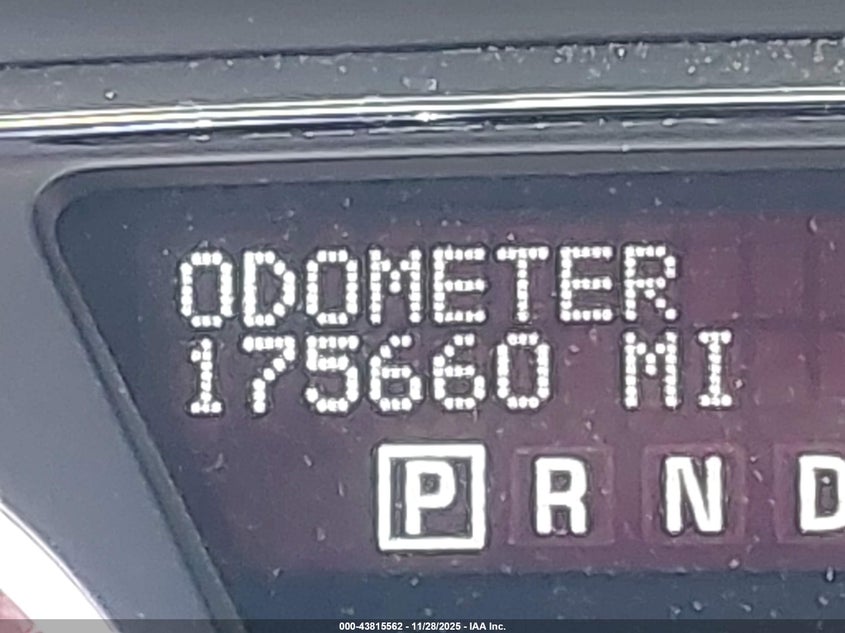 ODOMETER
175660 MI
P R N D
000-43815562 - 11/28/2025 - IAA Inc.